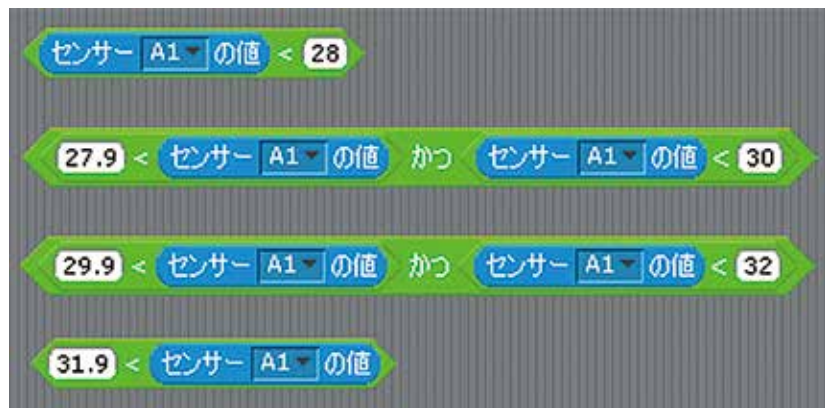 センサー A1 の値 < 28
27.9 < センサー A1 の値 かつ センサー A1 の値 < 30
29.9 < センサー A1 の値 かつ センサー A1 の値 < 32
31.9 < センサー A1 の値